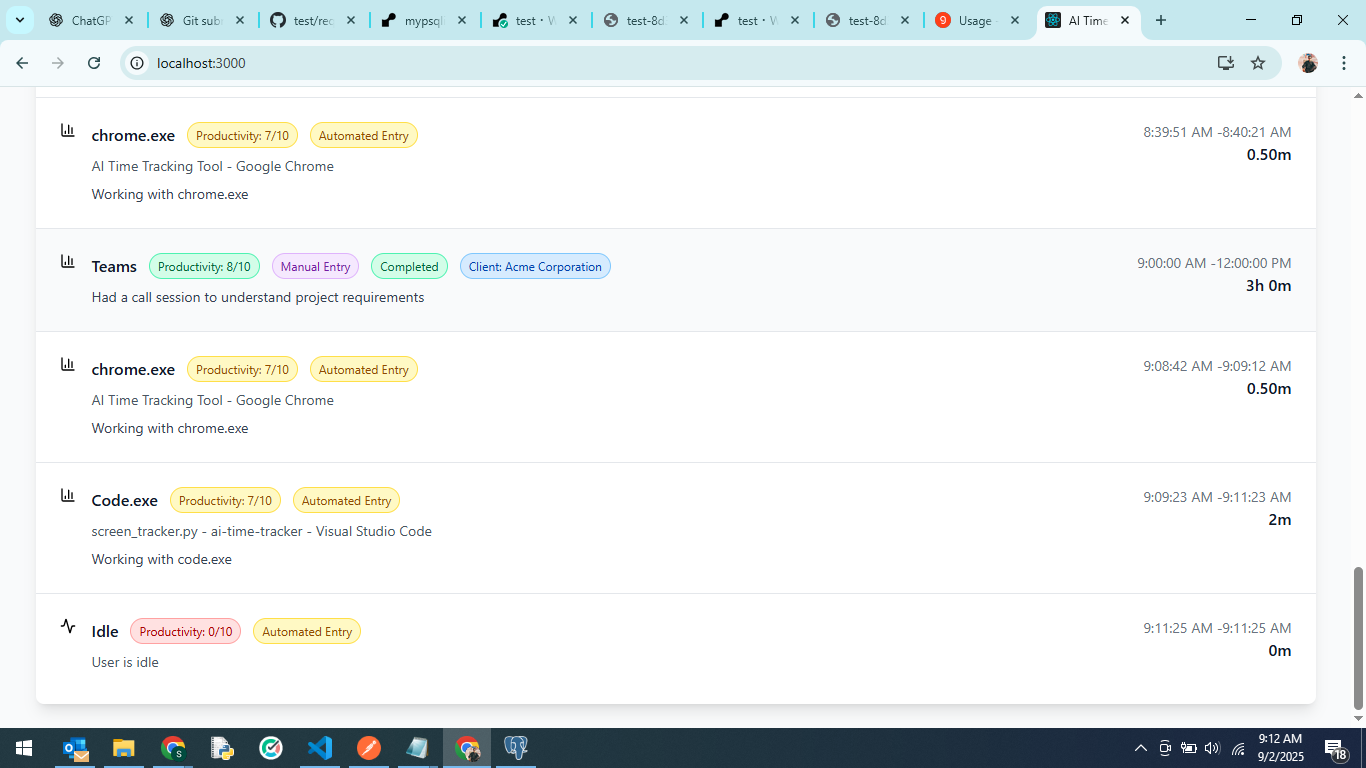 ChatGP
Git sub
test/rec
mypsql
test・W
test-8d
test・W
test-8d
9
Usage
AI Time
localhost:3000
chrome.exe
Productivity: 7/10
Automated Entry
8:39:51 AM -8:40:21 AM
AI Time Tracking Tool - Google Chrome
0.50m
Working with chrome.exe
Teams
Productivity: 8/10
Manual Entry
Completed
Client: Acme Corporation
9:00:00 AM -12:00:00 PM
3h 0m
Had a call session to understand project requirements
chrome.exe
Productivity: 7/10
Automated Entry
9:08:42 AM -9:09:12 AM
0.50m
AI Time Tracking Tool - Google Chrome
Working with chrome.exe
Code.exe
Productivity: 7/10
Automated Entry
9:09:23 AM -9:11:23 AM
2m
screen_tracker.py - ai-time-tracker - Visual Studio Code
Working with code.exe
Idle
Productivity: 0/10
Automated Entry
9:11:25 AM -9:11:25 AM
0m
User is idle
9:12 AM
9/2/2025
18